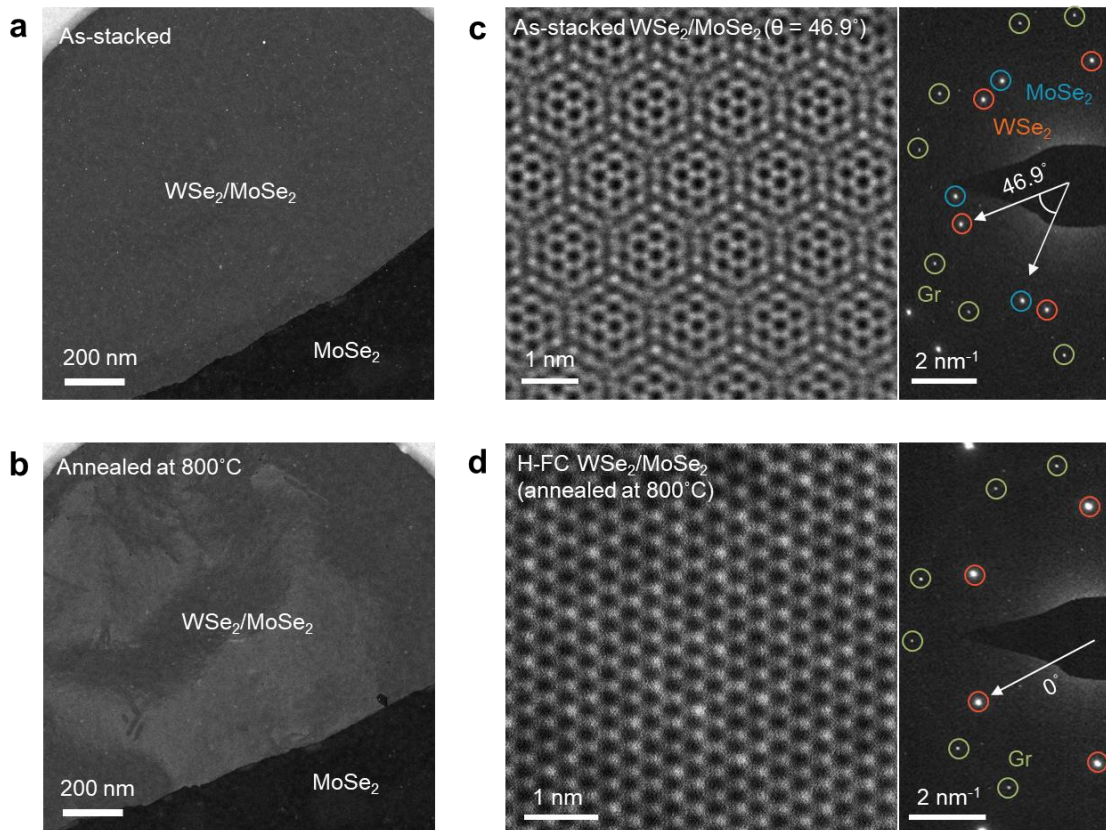 a
As-stacked
WSe₂/MoSe₂
MoSe₂
200 nm
b
Annealed at 800˚C
WSe₂/MoSe₂
MoSe₂
200 nm
c
As-stacked WSe₂/MoSe₂ (θ = 46.9˚)
1 nm
MoSe₂
WSe₂
46.9˚
Gr
2 nm⁻¹
d
H-FC WSe₂/MoSe₂
(annealed at 800˚C)
1 nm
0˚
Gr
2 nm⁻¹